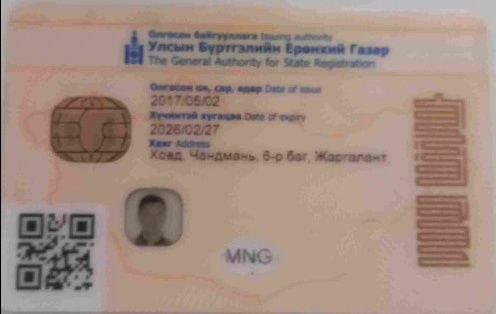 Олгосон байгууллага Issuing authority
Улсын Бүртгэлийн Ерөнхий Газар
The General Authority for State Registration
Олгосон он, сар, өдөр Date of issue
2017/05/02
Хүчинтэй хугацаа Date of expiry
2026/02/27
Хаяг Address
Ховд, Чандмань, 6-р баг, Жаргалант
MNG